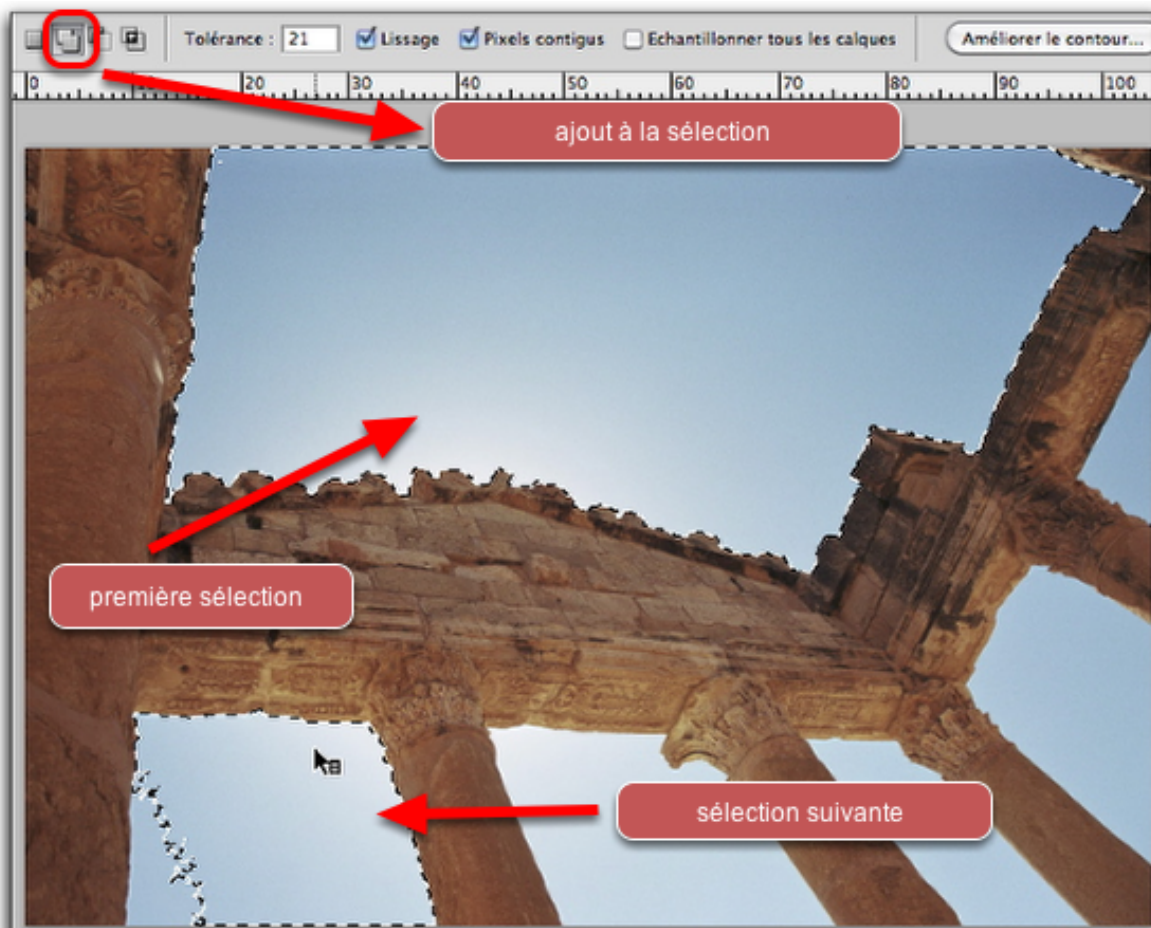 Tolérance : 21 Lissage Pixels contigus Echantillonner tous les calques Améliorer le contour...
0 10 20 30 40 50 60 70 80 90 100
ajout à la sélection
première sélection
sélection suivante